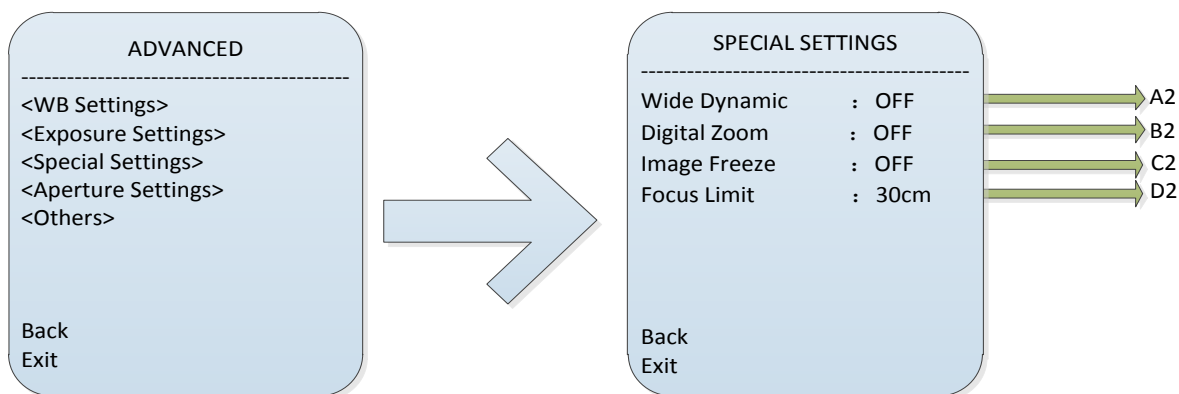 ADVANCED
--------------------------------------------
<WB Settings>
<Exposure Settings>
<Special Settings>
<Aperture Settings>
<Others>
Back
Exit
SPECIAL SETTINGS
--------------------------------------------
Wide Dynamic : OFF
Digital Zoom : OFF
Image Freeze : OFF
Focus Limit : 30cm
Back
Exit
A2
B2
C2
D2